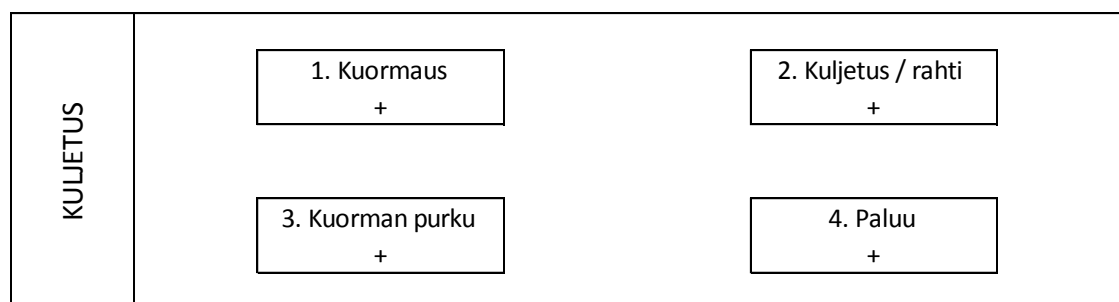 KULJETUS
1. Kuormaus
+
2. Kuljetus / rahti
+
3. Kuorman purku
+
4. Paluu
+